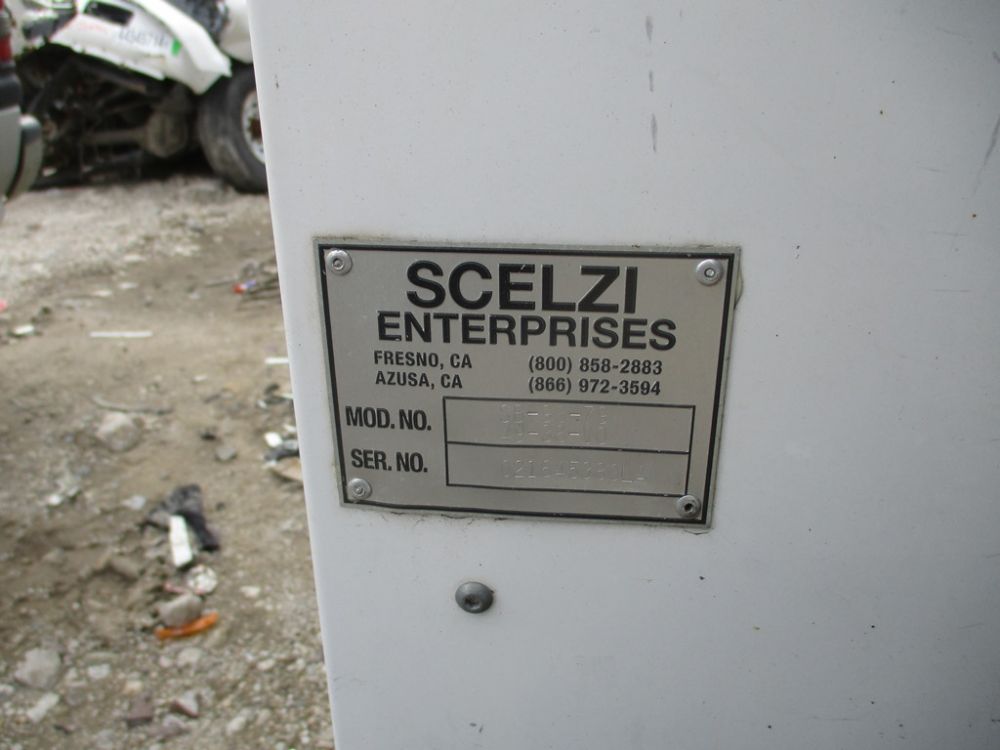 SCELZI
ENTERPRISES
FRESNO, CA (800) 858-2883
AZUSA, CA (866) 972-3594
MOD. NO.
SER. NO.